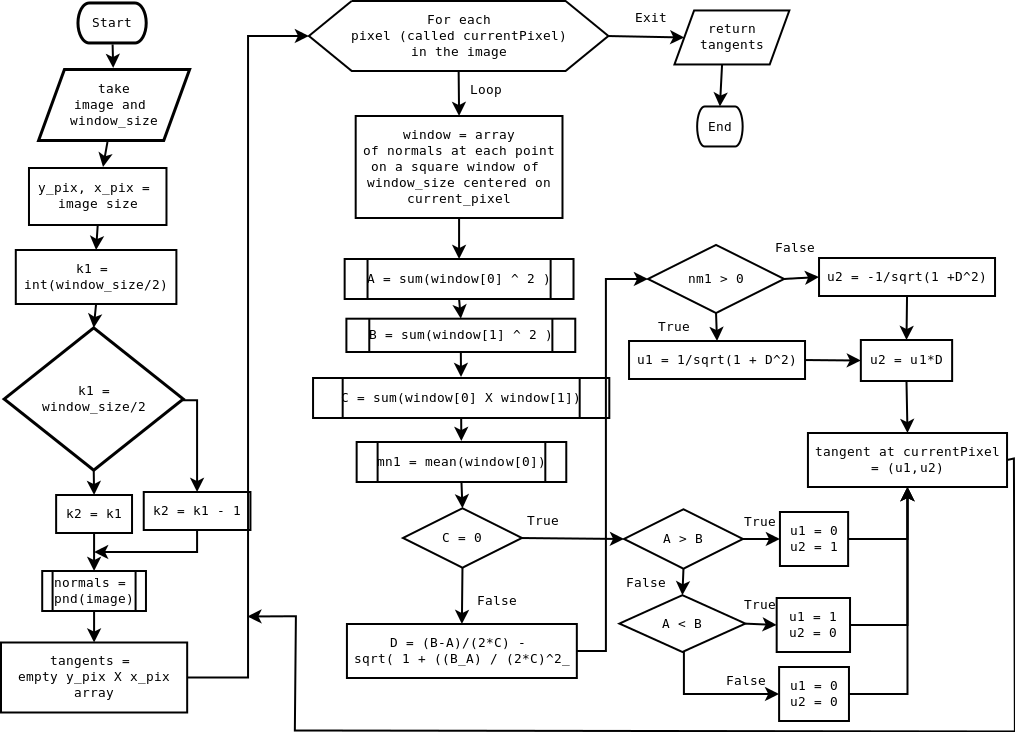 Start
take
image and
window_size
y_pix, x_pix =
image size
k1 =
int(window_size/2)
k1 =
window_size/2
k2 = k1
k2 = k1 - 1
normals =
pnd(image)
tangents =
empty y_pix X x_pix
array
For each
pixel (called currentPixel)
in the image
Exit
return
tangents
End
Loop
window = array
of normals at each point
on a square window of
window_size centered on
current_pixel
A = sum(window[0] ^ 2 )
B = sum(window[1] ^ 2 )
C = sum(window[0] X window[1])
mn1 = mean(window[0])
C = 0
True
False
D = (B-A)/(2*C) -
sqrt( 1 + ((B_A) / (2*C)^2_
nm1 > 0
False
u2 = -1/sqrt(1 +D^2)
True
u1 = 1/sqrt(1 + D^2)
u2 = u1*D
tangent at currentPixel
= (u1,u2)
A > B
True
u1 = 0
u2 = 1
False
A < B
True
u1 = 1
u2 = 0
False
u1 = 0
u2 = 0